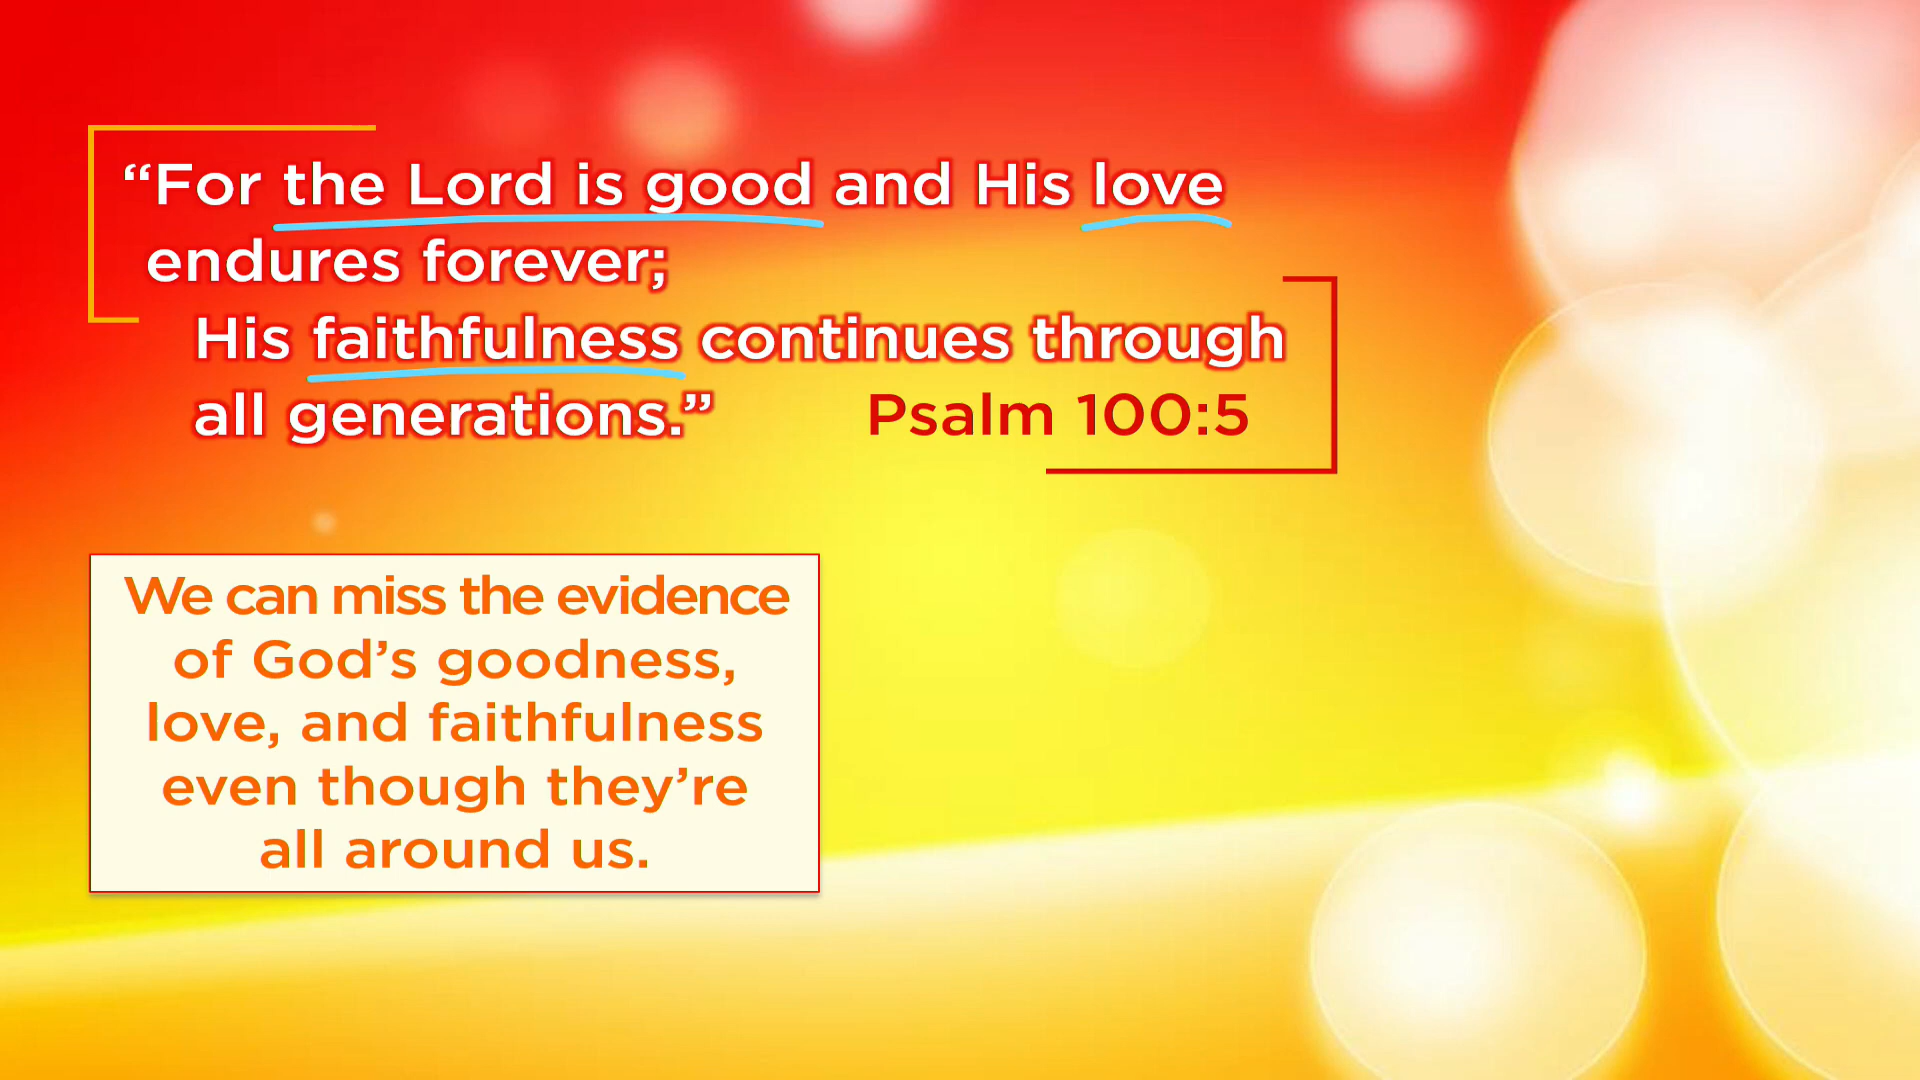 “For the Lord is good and His love
endures forever;
His faithfulness continues through
all generations.” Psalm 100:5
We can miss the evidence
of God’s goodness,
love, and faithfulness
even though they’re
all around us.